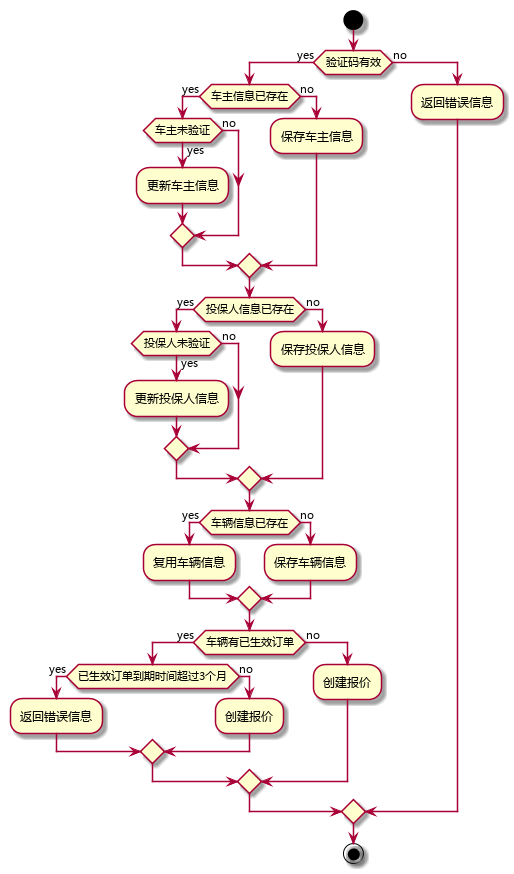 yes
验证码有效
no
yes
车主信息已存在
no
返回错误信息
yes
车主未验证
no
保存车主信息
yes
更新车主信息
yes
投保人信息已存在
no
投保人未验证
no
保存投保人信息
yes
更新投保人信息
yes
车辆信息已存在
no
复用车辆信息
保存车辆信息
yes
车辆有已生效订单
no
yes
已生效订单到期时间超过3个月
no
创建报价
返回错误信息
创建报价